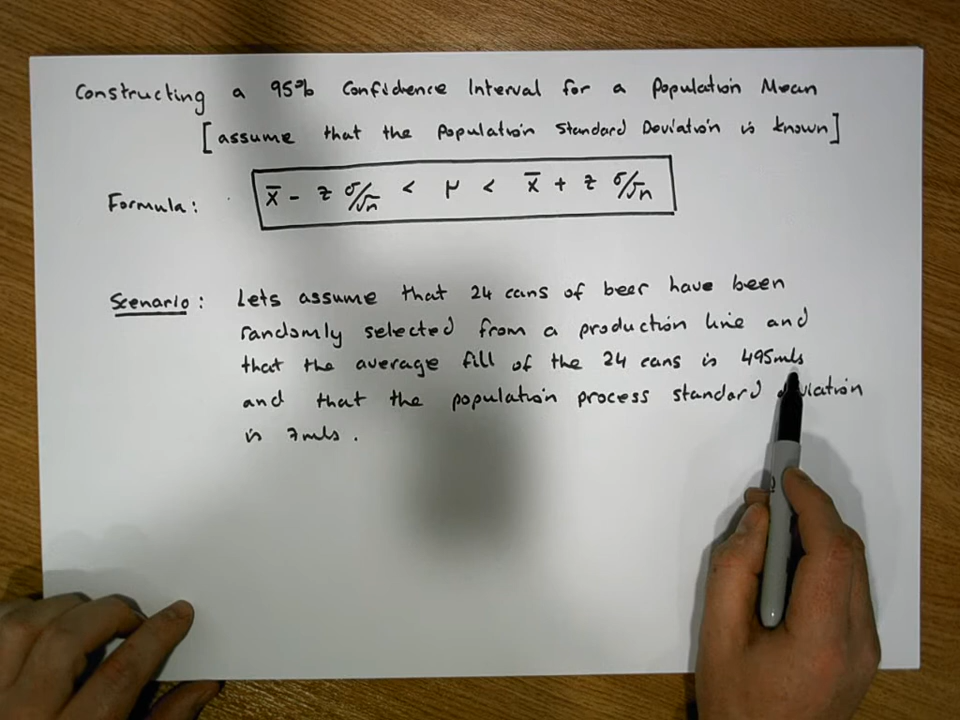 Constructing a 95% Confidence Interval for a Population Mean
[assume that the Population Standard Deviation is known]
Formula: x̄ - z σ/√n < μ < x̄ + z σ/√n
Scenario: Lets assume that 24 cans of beer have been
randomly selected from a production line and
that the average fill of the 24 cans is 495mls
and that the population process standard deviation
is 7mls.